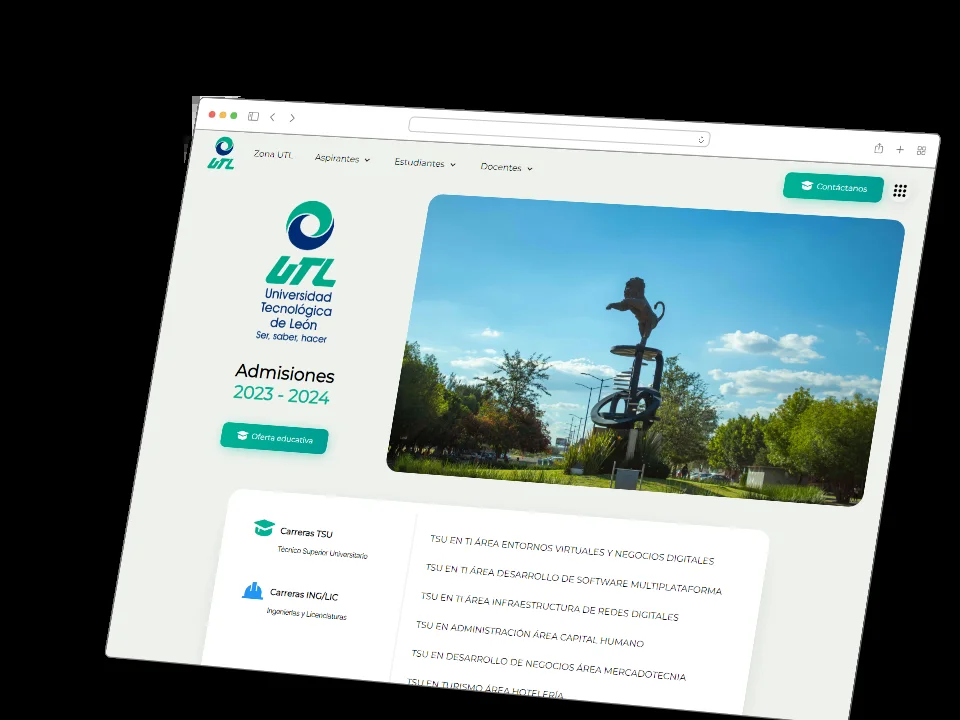 UTL
Zona UTL
Aspirantes
Estudiantes
Docentes
Contáctanos
UTL
Universidad
Tecnológica
de León
Ser, saber, hacer
Admisiones
2023 - 2024
Oferta educativa
Carreras TSU
Técnico Superior Universitario
Carreras ING/LIC
Ingenierías y Licenciaturas
TSU EN TI ÁREA ENTORNOS VIRTUALES Y NEGOCIOS DIGITALES
TSU EN TI ÁREA DESARROLLO DE SOFTWARE MULTIPLATAFORMA
TSU EN TI ÁREA INFRAESTRUCTURA DE REDES DIGITALES
TSU EN ADMINISTRACIÓN ÁREA CAPITAL HUMANO
TSU EN DESARROLLO DE NEGOCIOS ÁREA MERCADOTECNIA
TSU EN TURISMO ÁREA HOTELERÍA